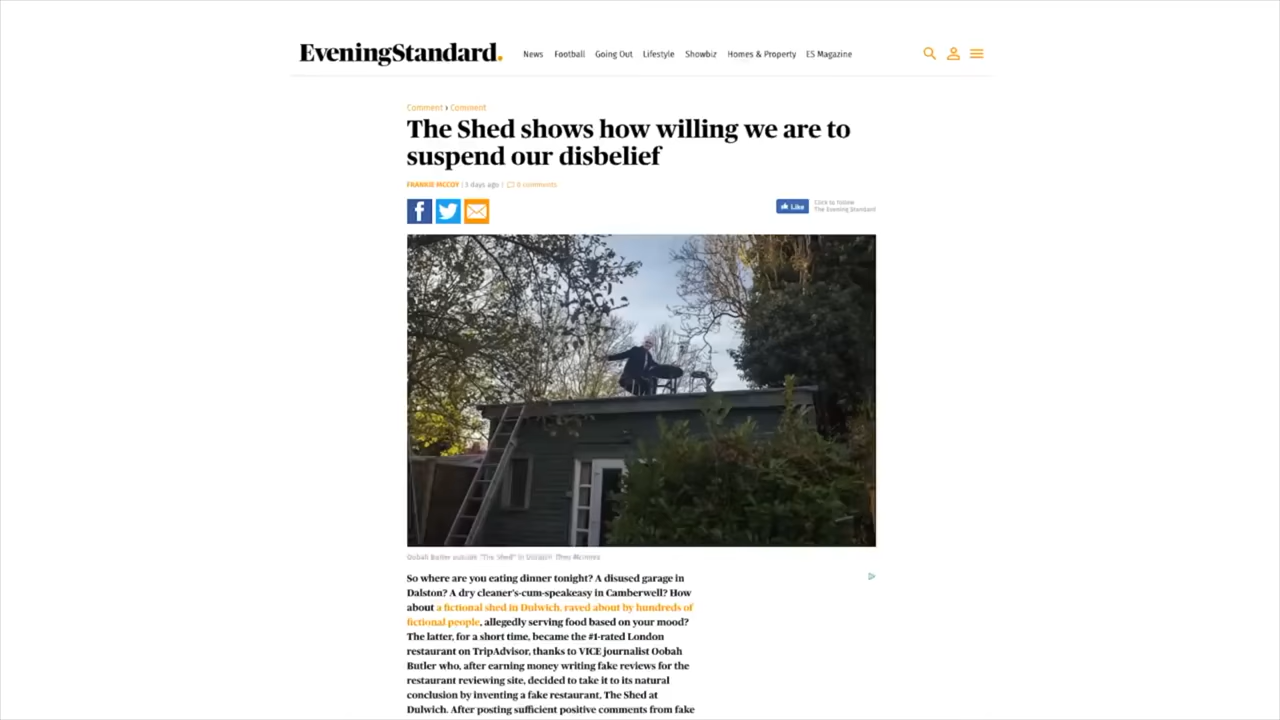 EveningStandard.
News Football Going Out Lifestyle Showbiz Homes & Property ES Magazine
Comment › Comment
The Shed shows how willing we are to
suspend our disbelief
FRANKIE MCCOY | 3 days ago | 0 comments
f
Like
Click to follow
The Evening Standard
Oobah Butler outside "The Shed" in Dulwich
So where are you eating dinner tonight? A disused garage in
Dalston? A dry cleaner's-cum-speakeasy in Camberwell? How
about a fictional shed in Dulwich, raved about by hundreds of
fictional people, allegedly serving food based on your mood?
The latter, for a short time, became the #1-rated London
restaurant on TripAdvisor, thanks to VICE journalist Oobah
Butler who, after earning money writing fake reviews for the
restaurant reviewing site, decided to take it to its natural
conclusion by inventing a fake restaurant, The Shed at
Dulwich. After posting sufficient positive comments from fake